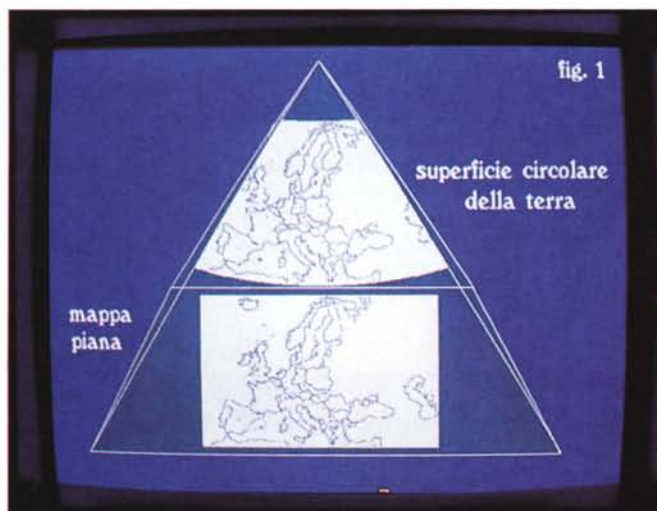 fig. 1
superficie circolare
della terra
mappa
piana